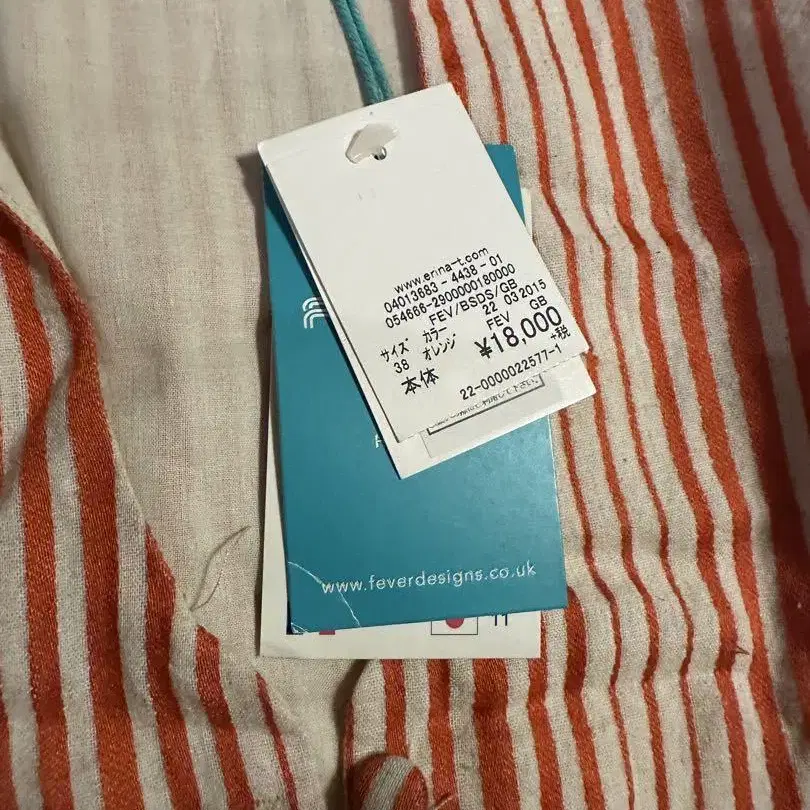 www.erina-t.com
04013683-4438-01
054666-2900000180000
FEV/BSDS/GB
サイズ カラー 22 03 2015
38 オレンジ FEV GB
本体 ¥18,000 +税
22-0000022577-1
www.feverdesigns.co.uk